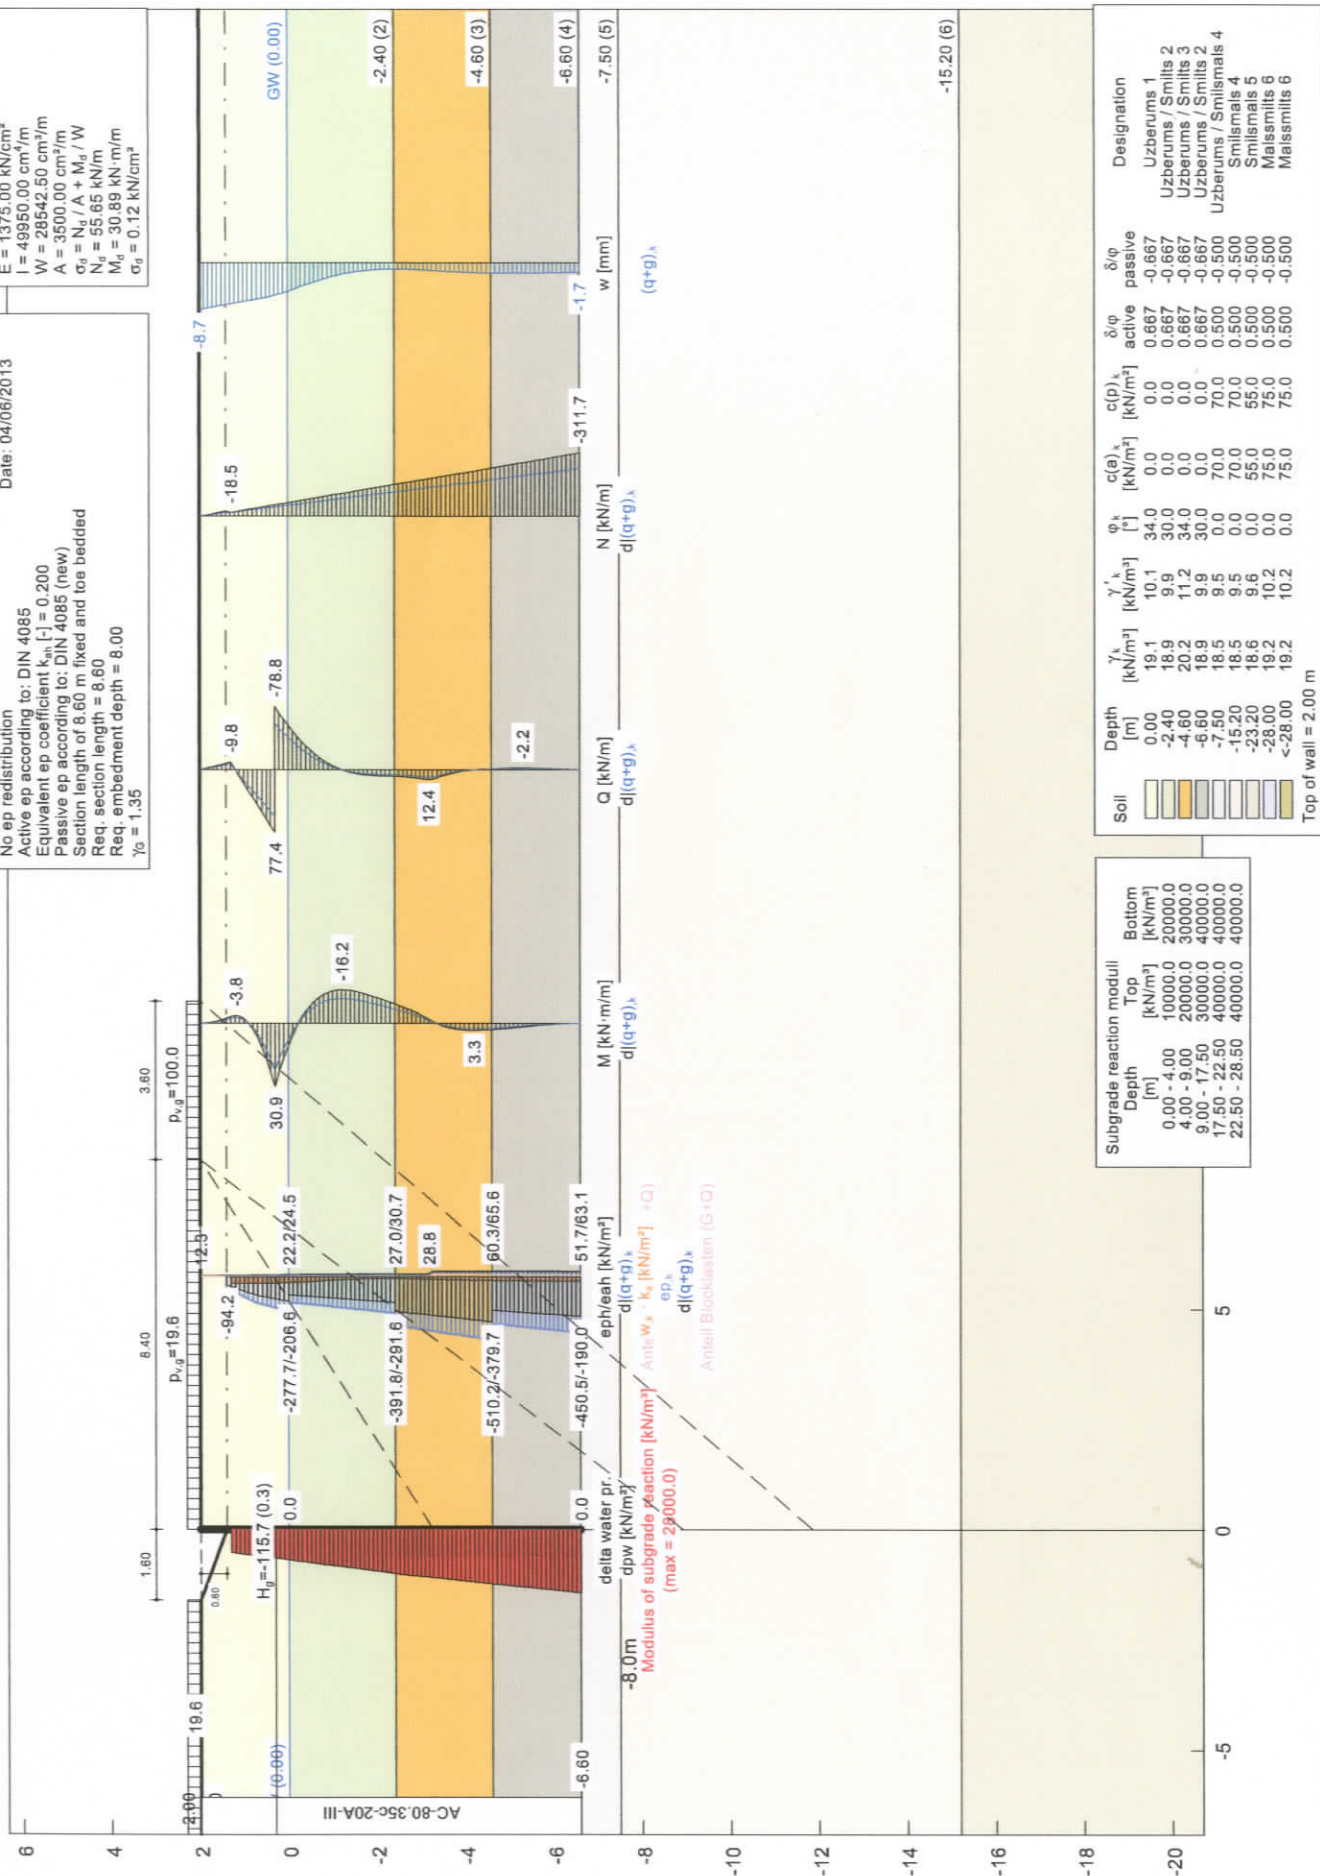 No ep redistribution
Active ep according to: DIN 4085
Equivalent ep coefficient kah [-] = 0.200
Passive ep according to: DIN 4085 (new)
Section length of 8.60 m fixed and toe bedded
Req. section length = 8.60
Req. embedment depth = 8.00
γG = 1.35
Date: 04/06/2013
E = 1375.00 kN/cm²
I = 49950.00 cm⁴/m
W = 28542.50 cm³/m
A = 3500.00 cm²/m
σd = Nd / A + Md / W
Nd = 55.65 kN/m
Md = 30.89 kN·m/m
σd = 0.12 kN/cm²
6
4
2
0
-2
-4
-6
-8
-10
-12
-14
-16
-18
-20
1.60
8.40
3.60
pv,g=19.6
pv,g=100.0
2.00
19.6
0.60
Hg=-115.7 (0.3)
(0.00)
AC-80.35c-20A-III
-6.60
0.0
0.0
12.3
-94.2
-277.7/-206.6
22.2/24.5
-391.8/-291.6
27.0/30.7
28.8
-510.2/-379.7
60.3/65.6
-450.5/-190.0
51.7/63.1
-3.8
30.9
-16.2
3.3
-9.8
77.4
-78.8
12.4
-2.2
-18.5
-311.7
-8.7
-1.7
GW (0.00)
-2.40 (2)
-4.60 (3)
-6.60 (4)
-7.50 (5)
-15.20 (6)
-8.0m
delta water pr.
dpw [kN/m²]
Modulus of subgrade reaction [kN/m³]
(max = 28000.0)
eph/eah [kN/m²]
d|(q+g),k
wk · ks [kN/m²] +Q)
ep,k
d|(q+g),k
Anteil Blocklasten (G+Q)
M [kN·m/m]
d|(q+g),k
Q [kN/m]
d|(q+g),k
N [kN/m]
d|(q+g),k
w [mm]
(q+g),k
-5
0
5
Subgrade reaction moduli
Depth Top Bottom
[m] [kN/m³] [kN/m³]
0.00 - 4.00 10000.0 20000.0
4.00 - 9.00 20000.0 30000.0
9.00 - 17.50 30000.0 40000.0
17.50 - 22.50 40000.0 40000.0
22.50 - 28.50 40000.0 40000.0
Soil Depth γk γ'k φk c(a)k c(p)k δ/φ δ/φ Designation
[m] [kN/m³] [kN/m³] [°] [kN/m²] [kN/m²] active passive
0.00 19.1 10.1 34.0 0.0 0.0 0.667 -0.667 Uzberums 1
-2.40 18.9 9.9 30.0 0.0 0.0 0.667 -0.667 Uzberums / Smilts 2
-4.60 20.2 11.2 34.0 0.0 0.0 0.667 -0.667 Uzberums / Smilts 3
-6.60 18.9 9.9 30.0 0.0 0.0 0.667 -0.667 Uzberums / Smilts 2
-7.50 18.5 9.5 0.0 70.0 70.0 0.500 -0.500 Uzberums / Smilsmals 4
-15.20 18.5 9.5 0.0 70.0 70.0 0.500 -0.500 Smilsmals 4
-23.20 18.6 9.6 0.0 55.0 55.0 0.500 -0.500 Smilsmals 5
-28.00 19.2 10.2 0.0 75.0 75.0 0.500 -0.500 Malssmilts 6
<-28.00 19.2 10.2 0.0 75.0 75.0 0.500 -0.500 Malssmilts 6
Top of wall = 2.00 m